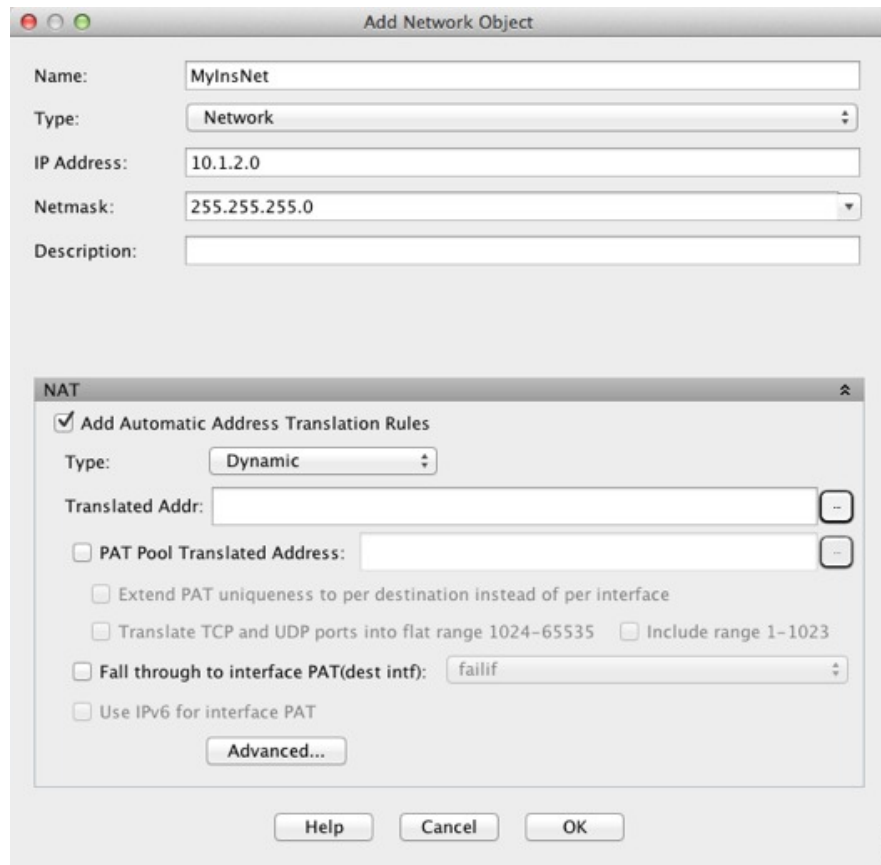 Add Network Object
Name: MyInsNet
Type: Network
IP Address: 10.1.2.0
Netmask: 255.255.255.0
Description:
NAT
Add Automatic Address Translation Rules
Type: Dynamic
Translated Addr:
PAT Pool Translated Address:
Extend PAT uniqueness to per destination instead of per interface
Translate TCP and UDP ports into flat range 1024-65535 Include range 1-1023
Fall through to interface PAT(dest intf): failif
Use IPv6 for interface PAT
Advanced...
Help Cancel OK